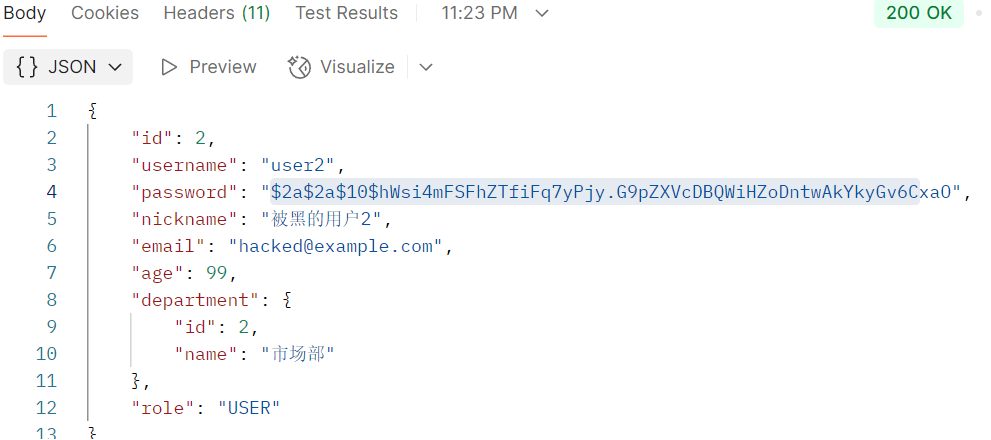 Body Cookies Headers (11) Test Results 11:23 PM 200 OK
{} JSON Preview Visualize
1 {
2 "id": 2,
3 "username": "user2",
4 "password": "$2a$2a$10$hWsi4mFSFhZTfiFq7yPjy.G9pZXVcDBQWiHZoDntwAkYkyGv6CxaO",
5 "nickname": "被黑的用户2",
6 "email": "hacked@example.com",
7 "age": 99,
8 "department": {
9 "id": 2,
10 "name": "市场部"
11 },
12 "role": "USER"
13 }